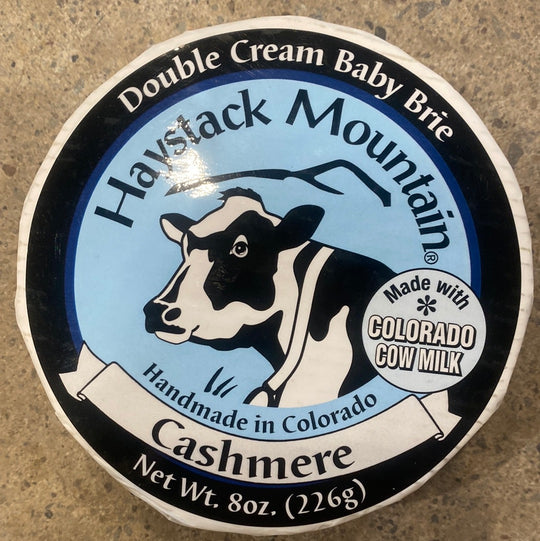 Double Cream Baby Brie
Haystack Mountain®
Made with
*
COLORADO
COW MILK
Handmade in Colorado
Cashmere
Net Wt. 8oz. (226g)